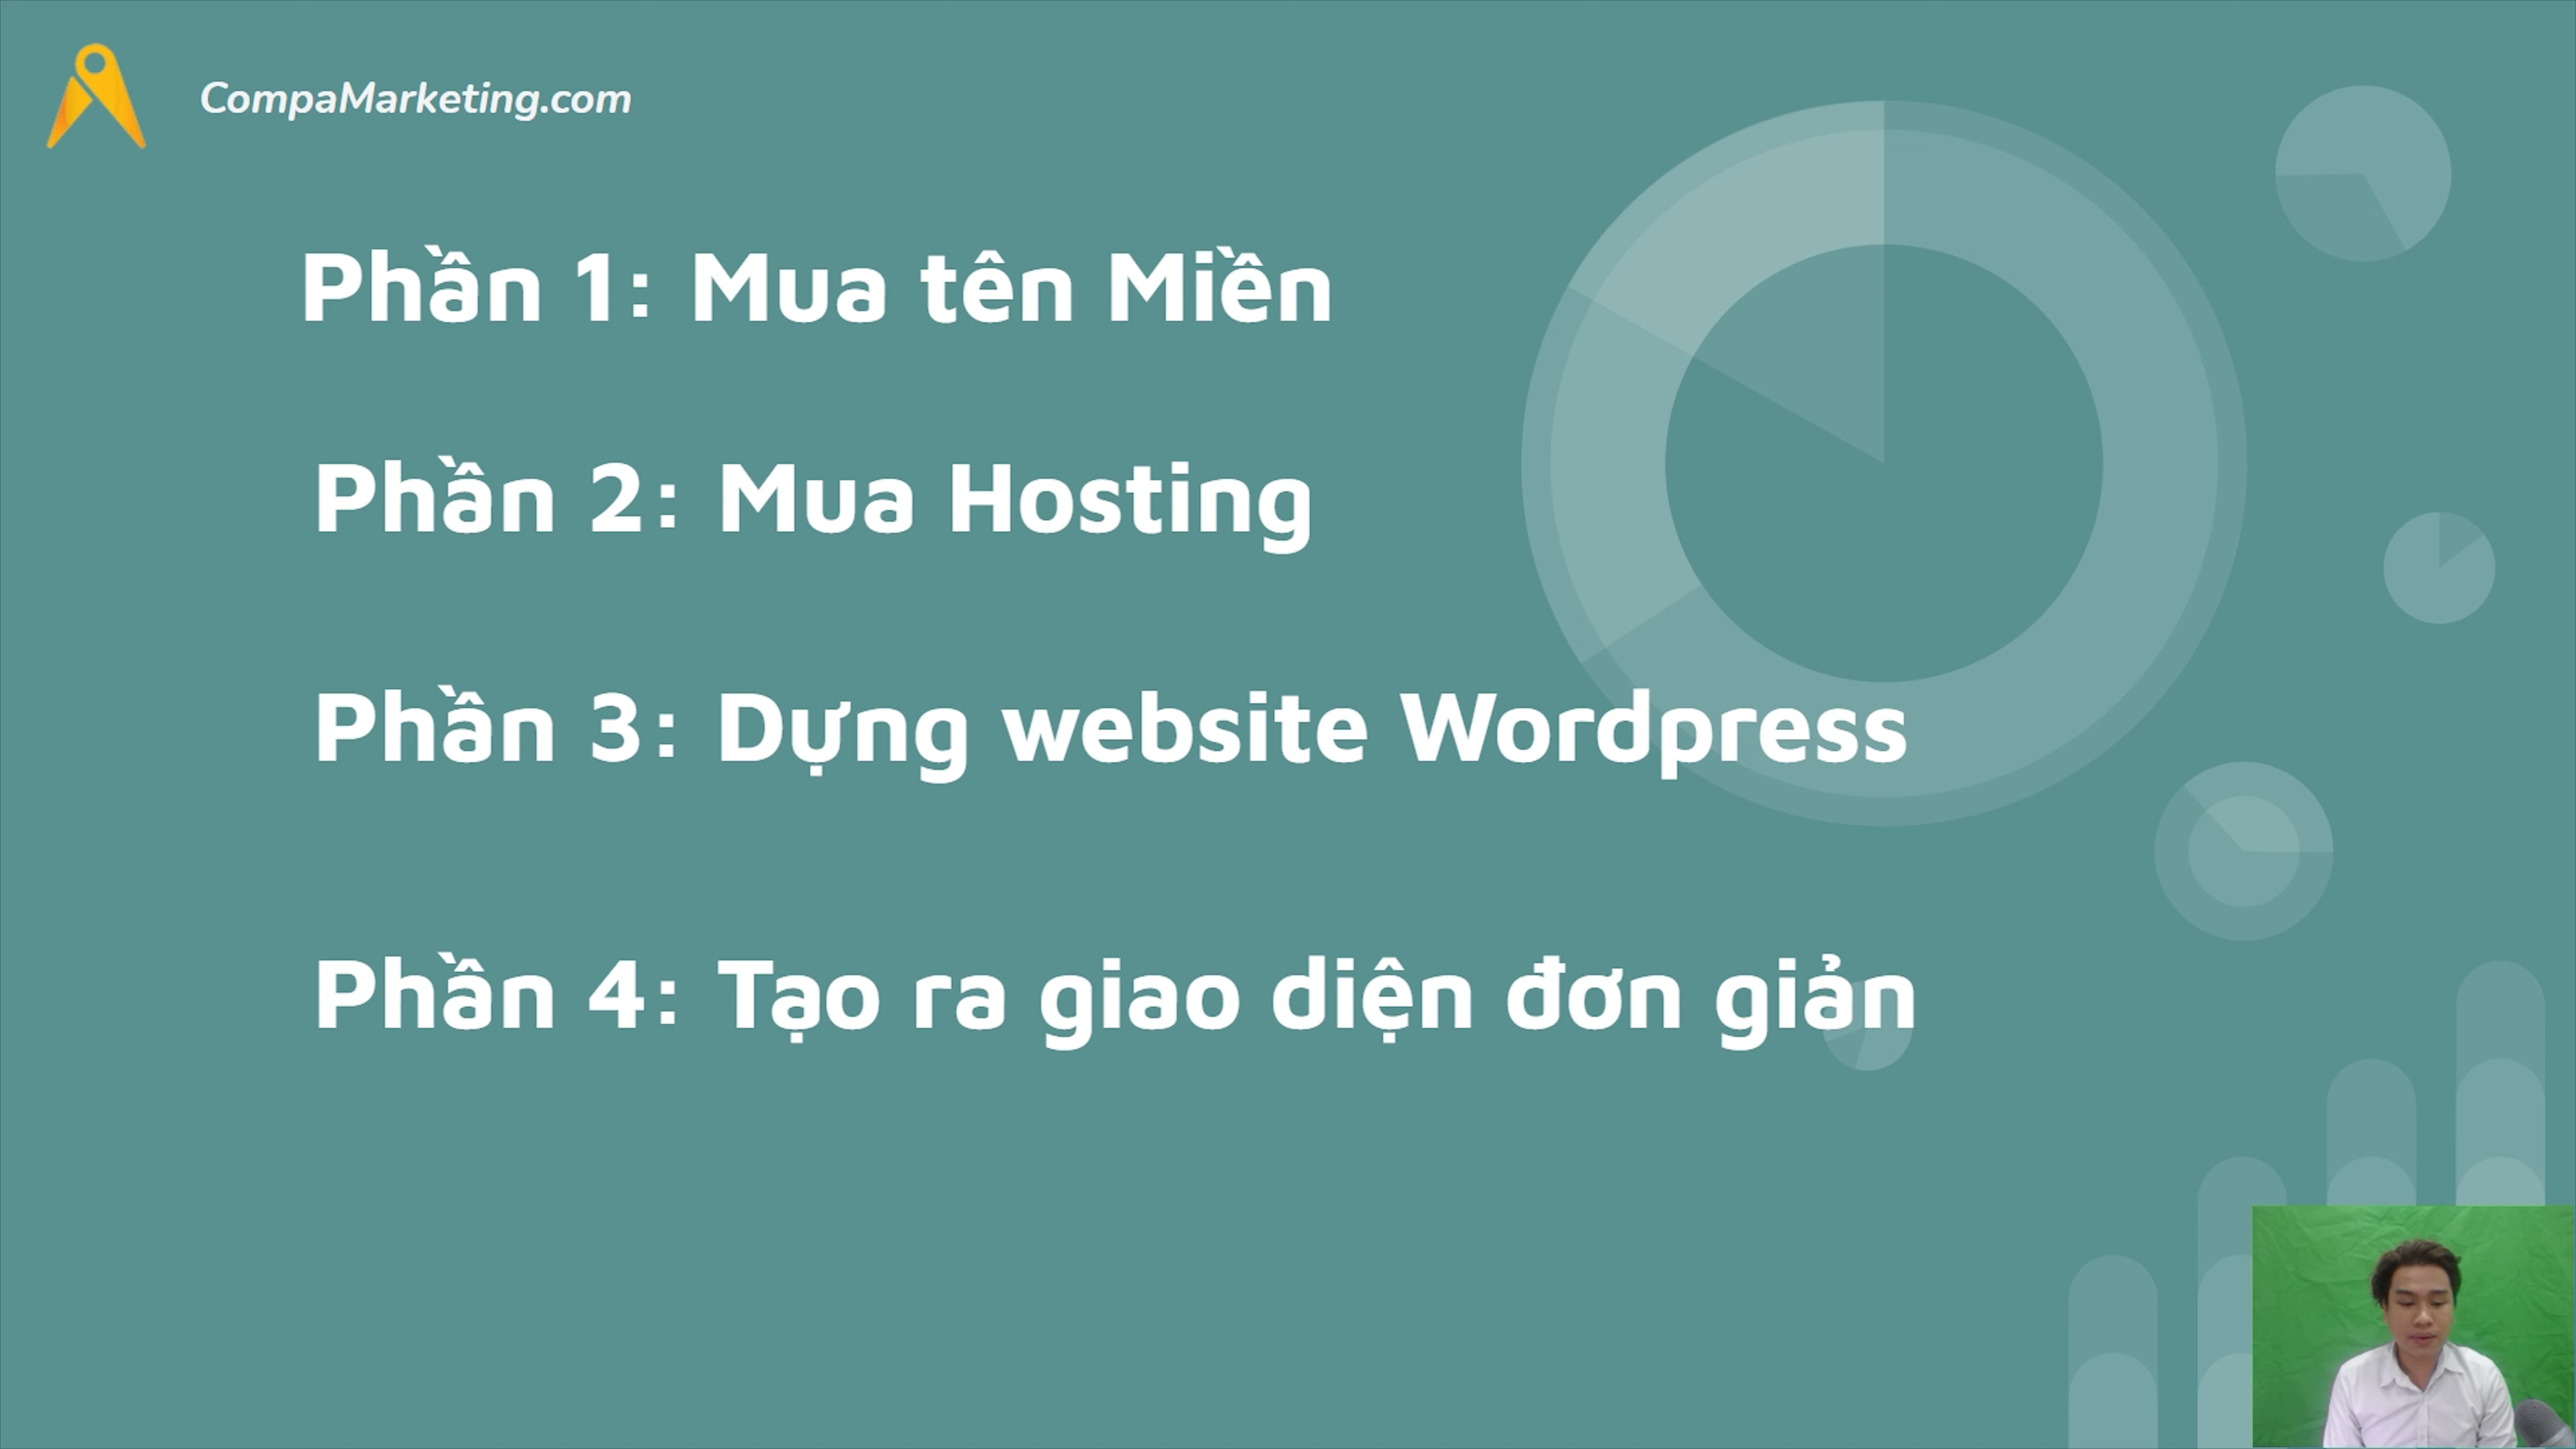 CompaMarketing.com
Phần 1: Mua tên Miền
Phần 2: Mua Hosting
Phần 3: Dựng website Wordpress
Phần 4: Tạo ra giao diện đơn giản